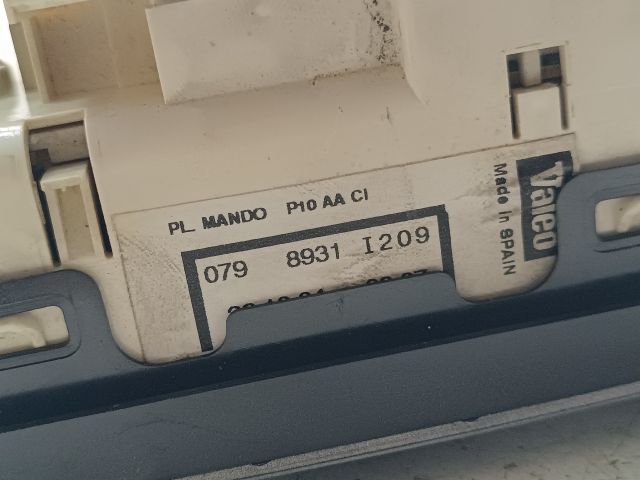 PL. MANDO P10 AA CI
079 8931 I209
Valeo
Made in SPAIN